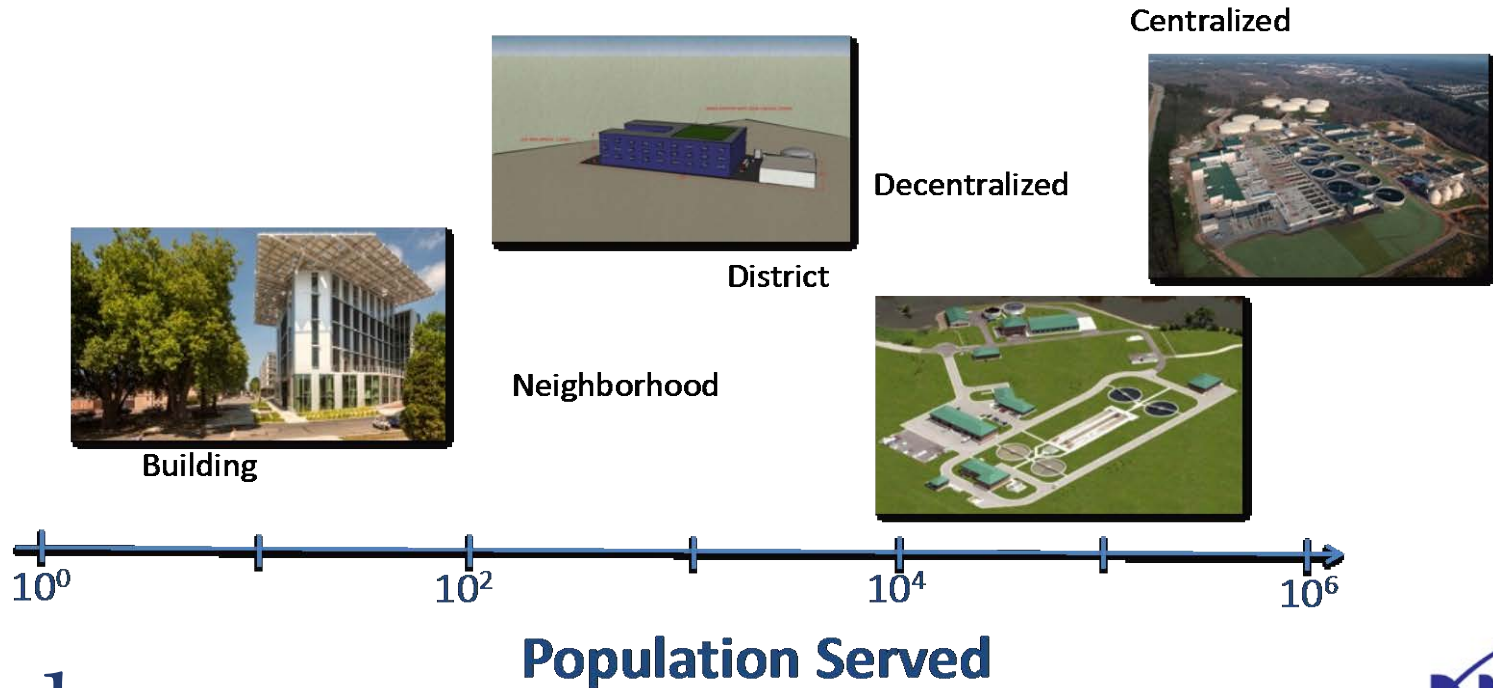 Centralized
Decentralized
District
Neighborhood
Building
10⁰
10²
10⁴
10⁶
Population Served